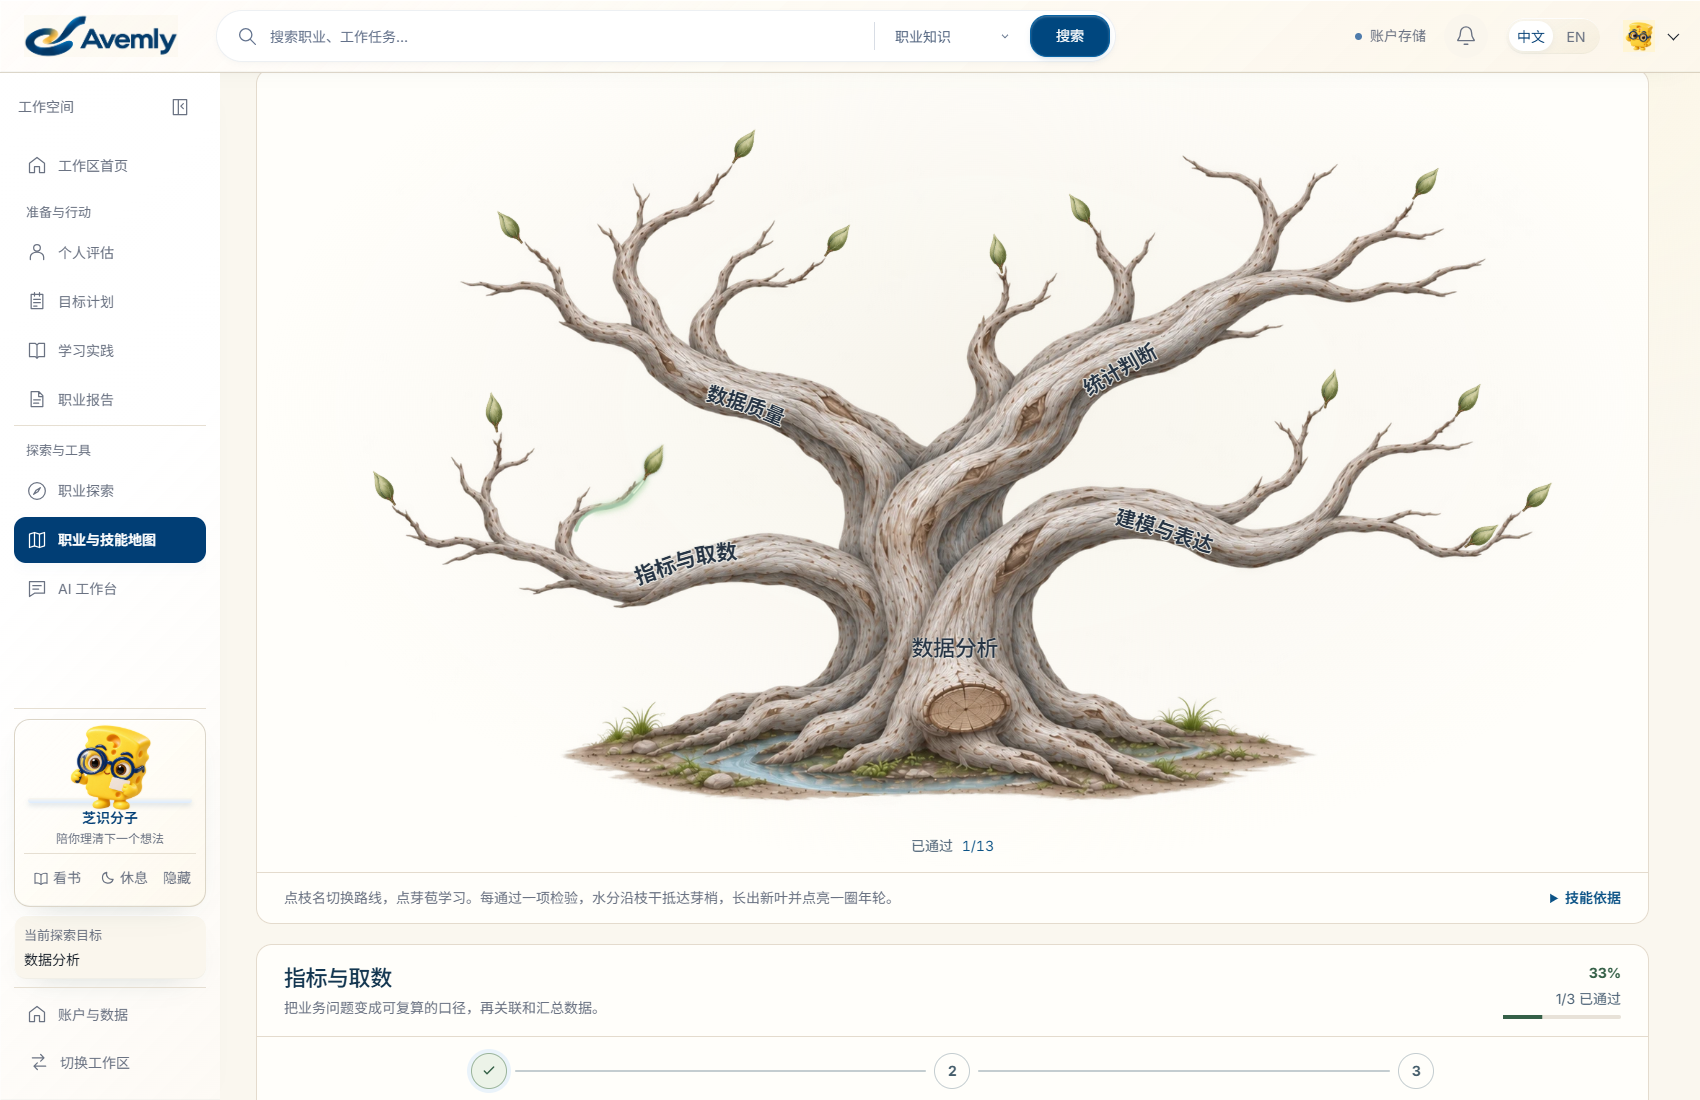 Avemly
搜索职业、工作任务...
职业知识
搜索
账户存储
中文
EN
工作空间
工作区首页
准备与行动
个人评估
目标计划
学习实践
职业报告
探索与工具
职业探索
职业与技能地图
AI 工作台
芝识分子
陪你理清下一个想法
看书
休息
隐藏
当前探索目标
数据分析
账户与数据
切换工作区
数据质量
统计判断
指标与取数
建模与表达
数据分析
已通过 1/13
点枝名切换路线，点芽苞学习。每通过一项检验，水分沿枝干抵达芽梢，长出新叶并点亮一圈年轮。
技能依据
指标与取数
把业务问题变成可复算的口径，再关联和汇总数据。
33%
1/3 已通过
2
3